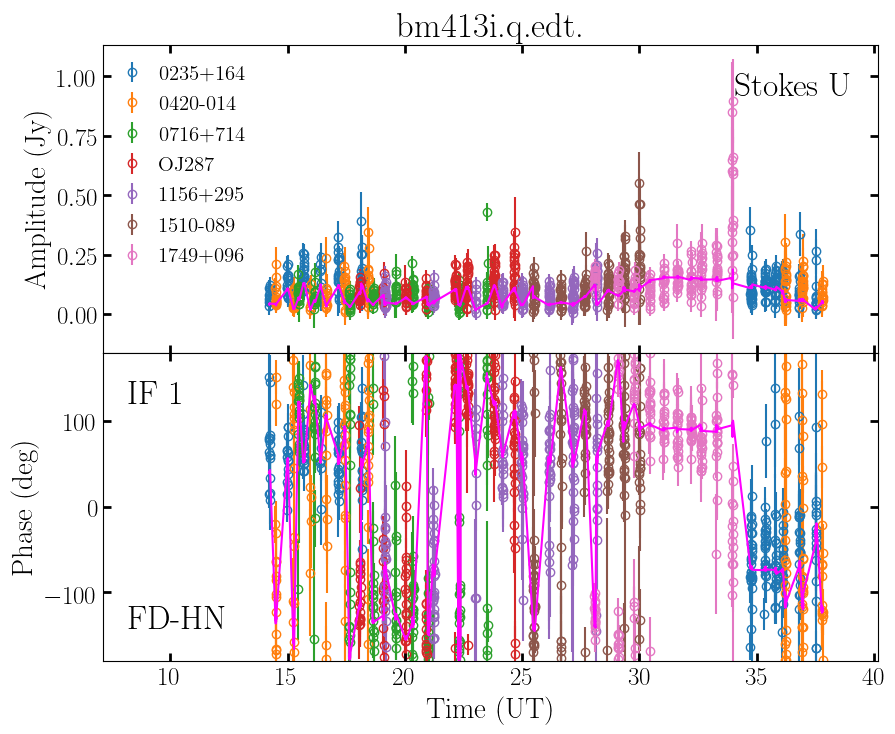 bm413i.q.edt.
Stokes U
0235+164
0420-014
0716+714
OJ287
1156+295
1510-089
1749+096
1.00
0.75
0.50
0.25
0.00
Amplitude (Jy)
IF 1
FD-HN
100
0
−100
Phase (deg)
10 15 20 25 30 35 40
Time (UT)